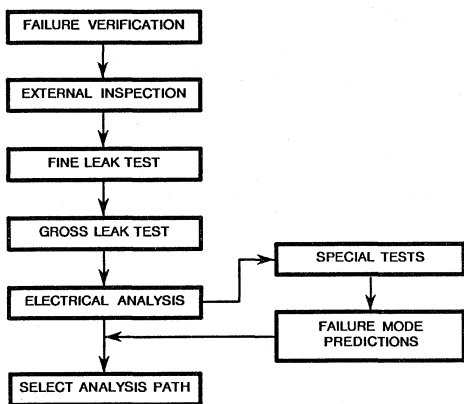 FAILURE VERIFICATION
EXTERNAL INSPECTION
FINE LEAK TEST
GROSS LEAK TEST
ELECTRICAL ANALYSIS
SPECIAL TESTS
FAILURE MODE
PREDICTIONS
SELECT ANALYSIS PATH